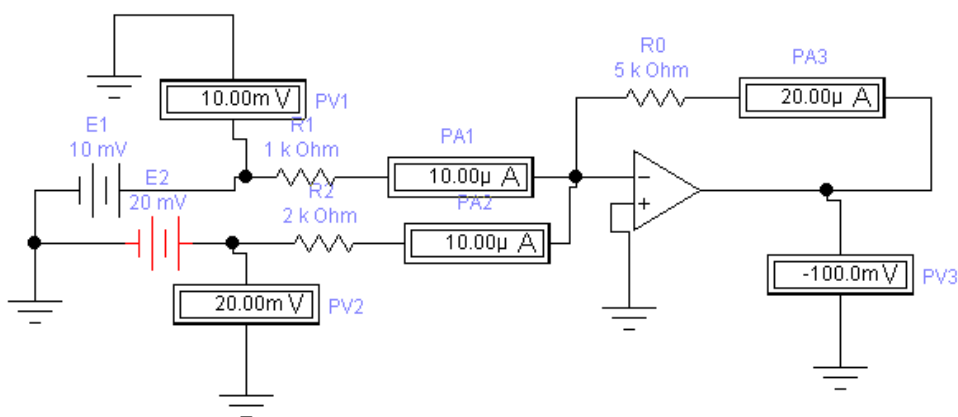 R0
5 k Ohm
PA3
20.00µ A
10.00m V
PV1
E1
10 mV
R1
1 k Ohm
PA1
10.00µ A
E2
20 mV
R2
2 k Ohm
PA2
10.00µ A
20.00m V
PV2
-100.0m V
PV3